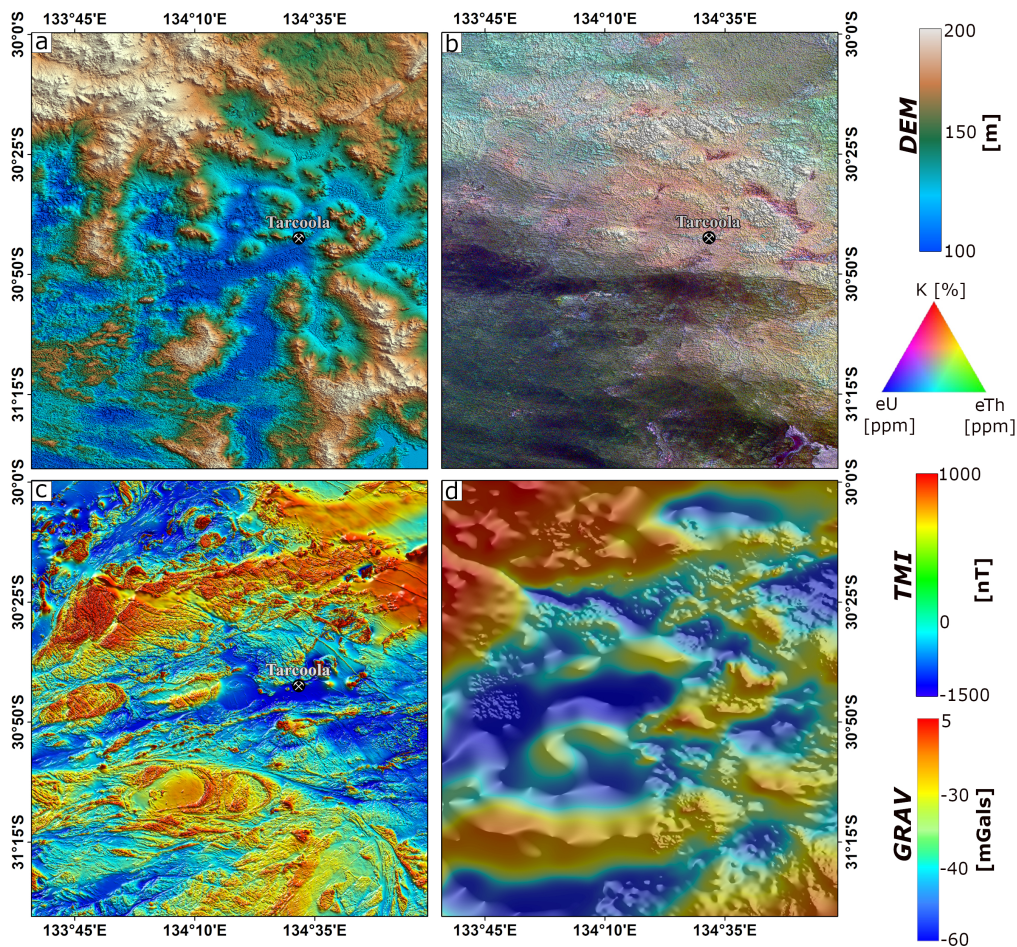 133°45'E 134°10'E 134°35'E 133°45'E 134°10'E 134°35'E
a
b
30°0'S
30°0'S
30°25'S
30°25'S
30°50'S
30°50'S
31°15'S
31°15'S
Tarcoola
Tarcoola
200
150
100
DEM
[m]
K [%]
eU
[ppm]
eTh
[ppm]
c
d
30°0'S
30°0'S
30°25'S
30°25'S
30°50'S
30°50'S
31°15'S
31°15'S
Tarcoola
1000
0
-1500
TMI
[nT]
5
-30
-40
-60
GRAV
[mGals]
133°45'E 134°10'E 134°35'E 133°45'E 134°10'E 134°35'E